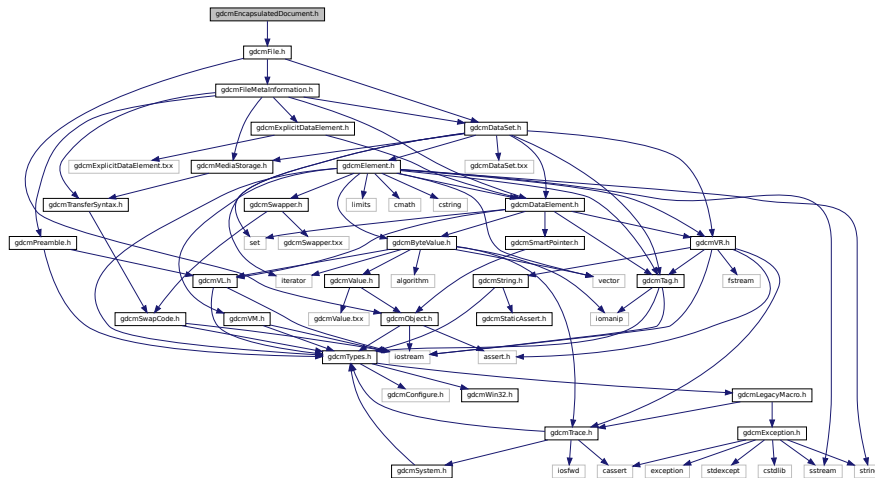 gdcmEncapsulatedDocument.h
gdcmFile.h
gdcmFileMetaInformation.h
gdcmExplicitDataElement.h
gdcmDataSet.h
gdcmExplicitDataElement.txx
gdcmMediaStorage.h
gdcmElement.h
gdcmDataSet.txx
gdcmTransferSyntax.h
gdcmSwapper.h
limits
cmath
cstring
gdcmDataElement.h
gdcmPreamble.h
set
gdcmSwapper.txx
gdcmByteValue.h
gdcmSmartPointer.h
gdcmVR.h
gdcmVL.h
iterator
gdcmValue.h
algorithm
gdcmString.h
vector
gdcmTag.h
fstream
gdcmSwapCode.h
gdcmVM.h
gdcmValue.txx
gdcmObject.h
gdcmStaticAssert.h
iomanip
gdcmTypes.h
iostream
assert.h
gdcmConfigure.h
gdcmWin32.h
gdcmLegacyMacro.h
gdcmTrace.h
gdcmException.h
gdcmSystem.h
iosfwd
cassert
exception
stdexcept
cstdlib
sstream